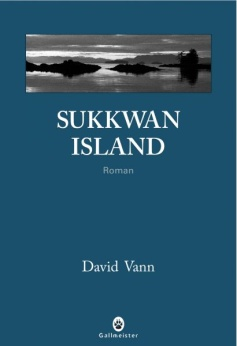 SUKKWAN
ISLAND
Roman
David Vann
Gallmeister